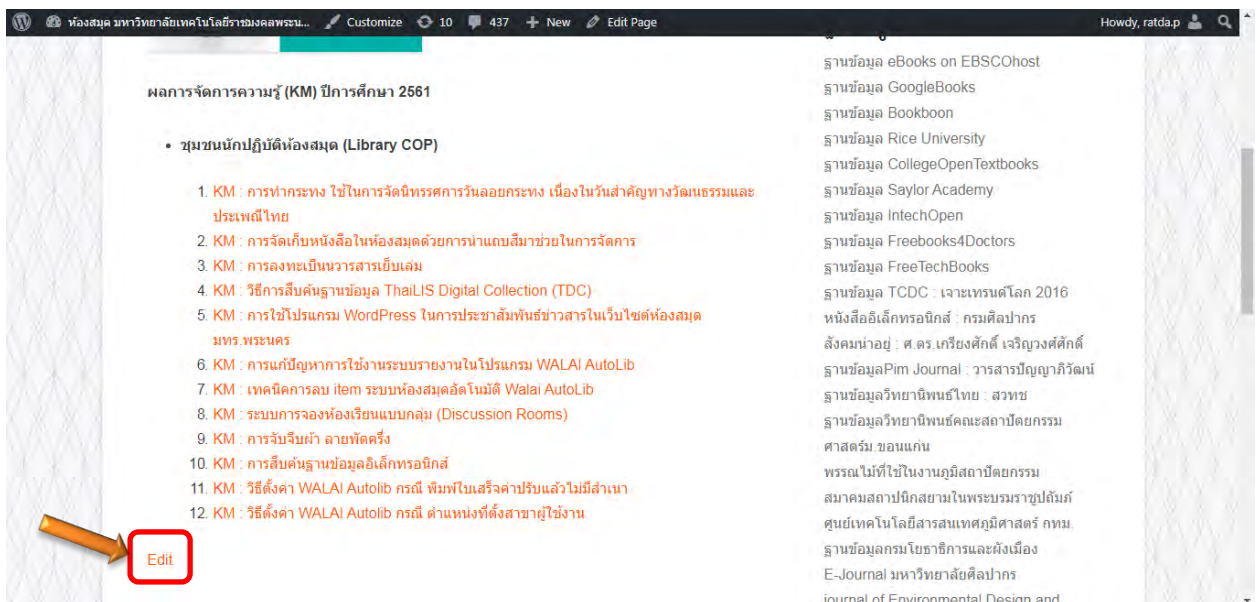 ห้องสมุด มหาวิทยาลัยเทคโนโลยีราชมงคลพระน... Customize 10 437 + New Edit Page Howdy, ratda.p
ผลการจัดการความรู้ (KM) ปีการศึกษา 2561
• ชุมชนนักปฏิบัติห้องสมุด (Library COP)
1. KM : การทำกระทง ใช้ในการจัดนิทรรศการวันลอยกระทง เนื่องในวันสำคัญทางวัฒนธรรมและ
ประเพณีไทย
2. KM : การจัดเก็บหนังสือในห้องสมุดด้วยการนำแถบสีมาช่วยในการจัดการ
3. KM : การลงทะเบียนวารสารเย็บเล่ม
4. KM : วิธีการสืบค้นฐานข้อมูล ThaiLIS Digital Collection (TDC)
5. KM : การใช้โปรแกรม WordPress ในการประชาสัมพันธ์ข่าวสารในเว็บไซต์ห้องสมุด
มทร.พระนคร
6. KM : การแก้ปัญหาการใช้งานระบบรายงานในโปรแกรม WALAI AutoLib
7. KM : เทคนิคการลบ item ระบบห้องสมุดอัตโนมัติ Walai AutoLib
8. KM : ระบบการจองห้องเรียนแบบกลุ่ม (Discussion Rooms)
9. KM : การจับจีบผ้า ลายพัดครึ่ง
10. KM : การสืบค้นฐานข้อมูลอิเล็กทรอนิกส์
11. KM : วิธีตั้งค่า WALAI Autolib กรณี พิมพ์ใบเสร็จค่าปรับแล้วไม่มีสำเนา
12. KM : วิธีตั้งค่า WALAI Autolib กรณี ตำแหน่งที่ตั้งสาขาผู้ใช้งาน
Edit
ฐานข้อมูล eBooks on EBSCOhost
ฐานข้อมูล GoogleBooks
ฐานข้อมูล Bookboon
ฐานข้อมูล Rice University
ฐานข้อมูล CollegeOpenTextbooks
ฐานข้อมูล Saylor Academy
ฐานข้อมูล IntechOpen
ฐานข้อมูล Freebooks4Doctors
ฐานข้อมูล FreeTechBooks
ฐานข้อมูล TCDC : เจาะเทรนด์โลก 2016
หนังสืออิเล็กทรอนิกส์ : กรมศิลปากร
สังคมน่าอยู่ : ศ.ดร.เกรียงศักดิ์ เจริญวงศ์ศักดิ์
ฐานข้อมูลPim Journal : วารสารปัญญาภิวัฒน์
ฐานข้อมูลวิทยานิพนธ์ไทย : สวทช
ฐานข้อมูลวิทยานิพนธ์คณะสถาปัตยกรรม
ศาสตร์ม.ขอนแก่น
พรรณไม้ที่ใช้ในงานภูมิสถาปัตยกรรม
สมาคมสถาปนิกสยามในพระบรมราชูปถัมภ์
ศูนย์เทคโนโลยีสารสนเทศภูมิศาสตร์ กทม.
ฐานข้อมูลกรมโยธาธิการและผังเมือง
E-Journal มหาวิทยาลัยศิลปากร
journal of Environmental Design and